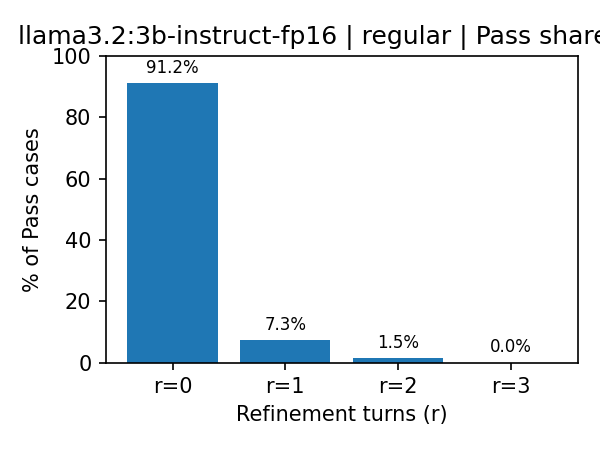 llama3.2:3b-instruct-fp16 | regular | Pass share
100
91.2%
80
60
40
20
0
7.3%
1.5%
0.0%
% of Pass cases
r=0 r=1 r=2 r=3
Refinement turns (r)